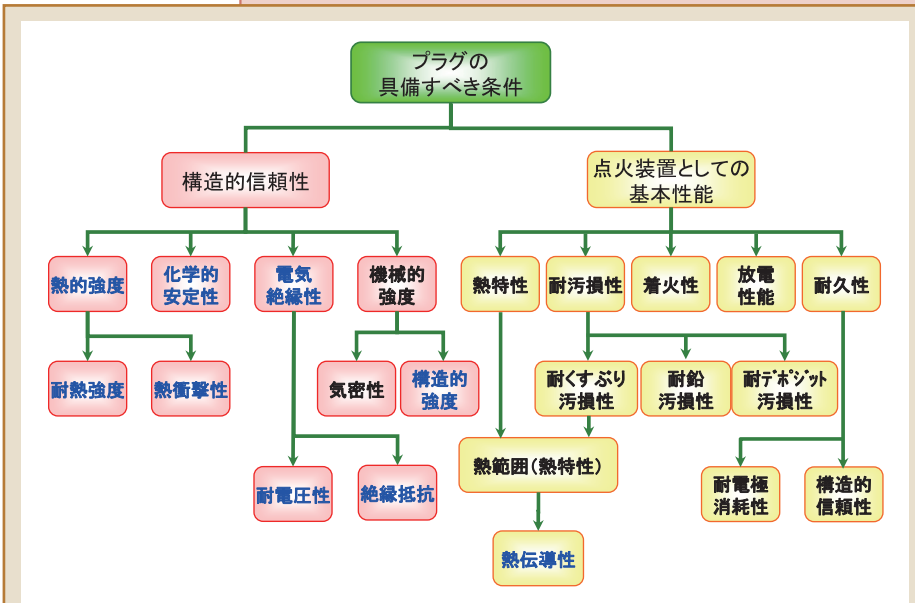 プラグの
具備すべき条件
構造的信頼性
点火装置としての
基本性能
熱的強度
化学的
安定性
電気
絶縁性
機械的
強度
熱特性
耐汚損性
着火性
放電
性能
耐久性
耐熱強度
熱衝撃性
気密性
構造的
強度
耐くすぶり
汚損性
耐鉛
汚損性
耐ﾃﾞﾎﾟｼﾞｯﾄ
汚損性
熱範囲(熱特性)
耐電圧性
絶縁抵抗
耐電極
消耗性
構造的
信頼性
熱伝導性